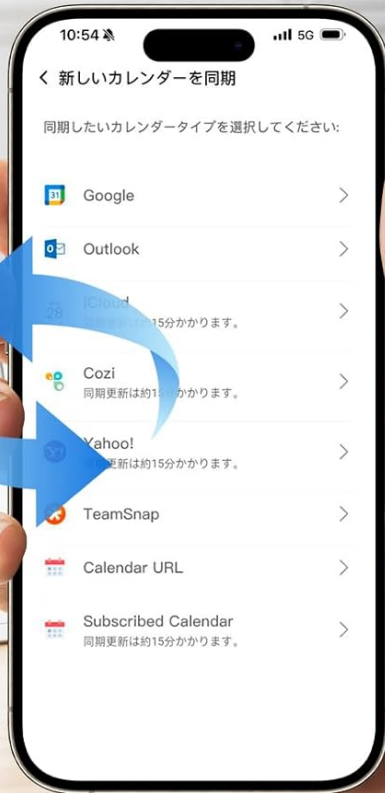 10:54
5G
新しいカレンダーを同期
同期したいカレンダータイプを選択してください:
31
Google
Outlook
28
iCloud
約15分かかります。
Cozi
同期更新は約15分かかります。
Yahoo!
更新は約15分かかります。
TeamSnap
Calendar URL
Subscribed Calendar
同期更新は約15分かかります。